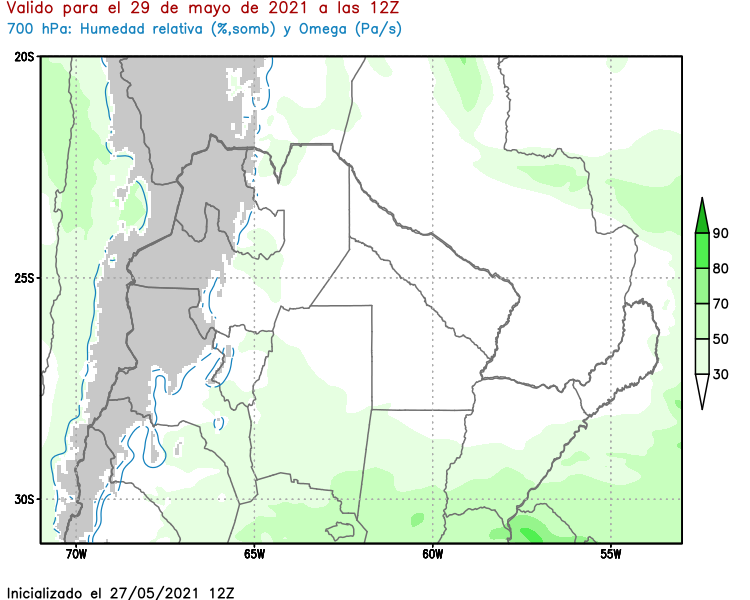 Valido para el 29 de mayo de 2021 a las 12Z
700 hPa: Humedad relativa (%,somb) y Omega (Pa/s)
20S
25S
30S
70W 65W 60W 55W
90
80
70
50
30
Inicializado el 27/05/2021 12Z